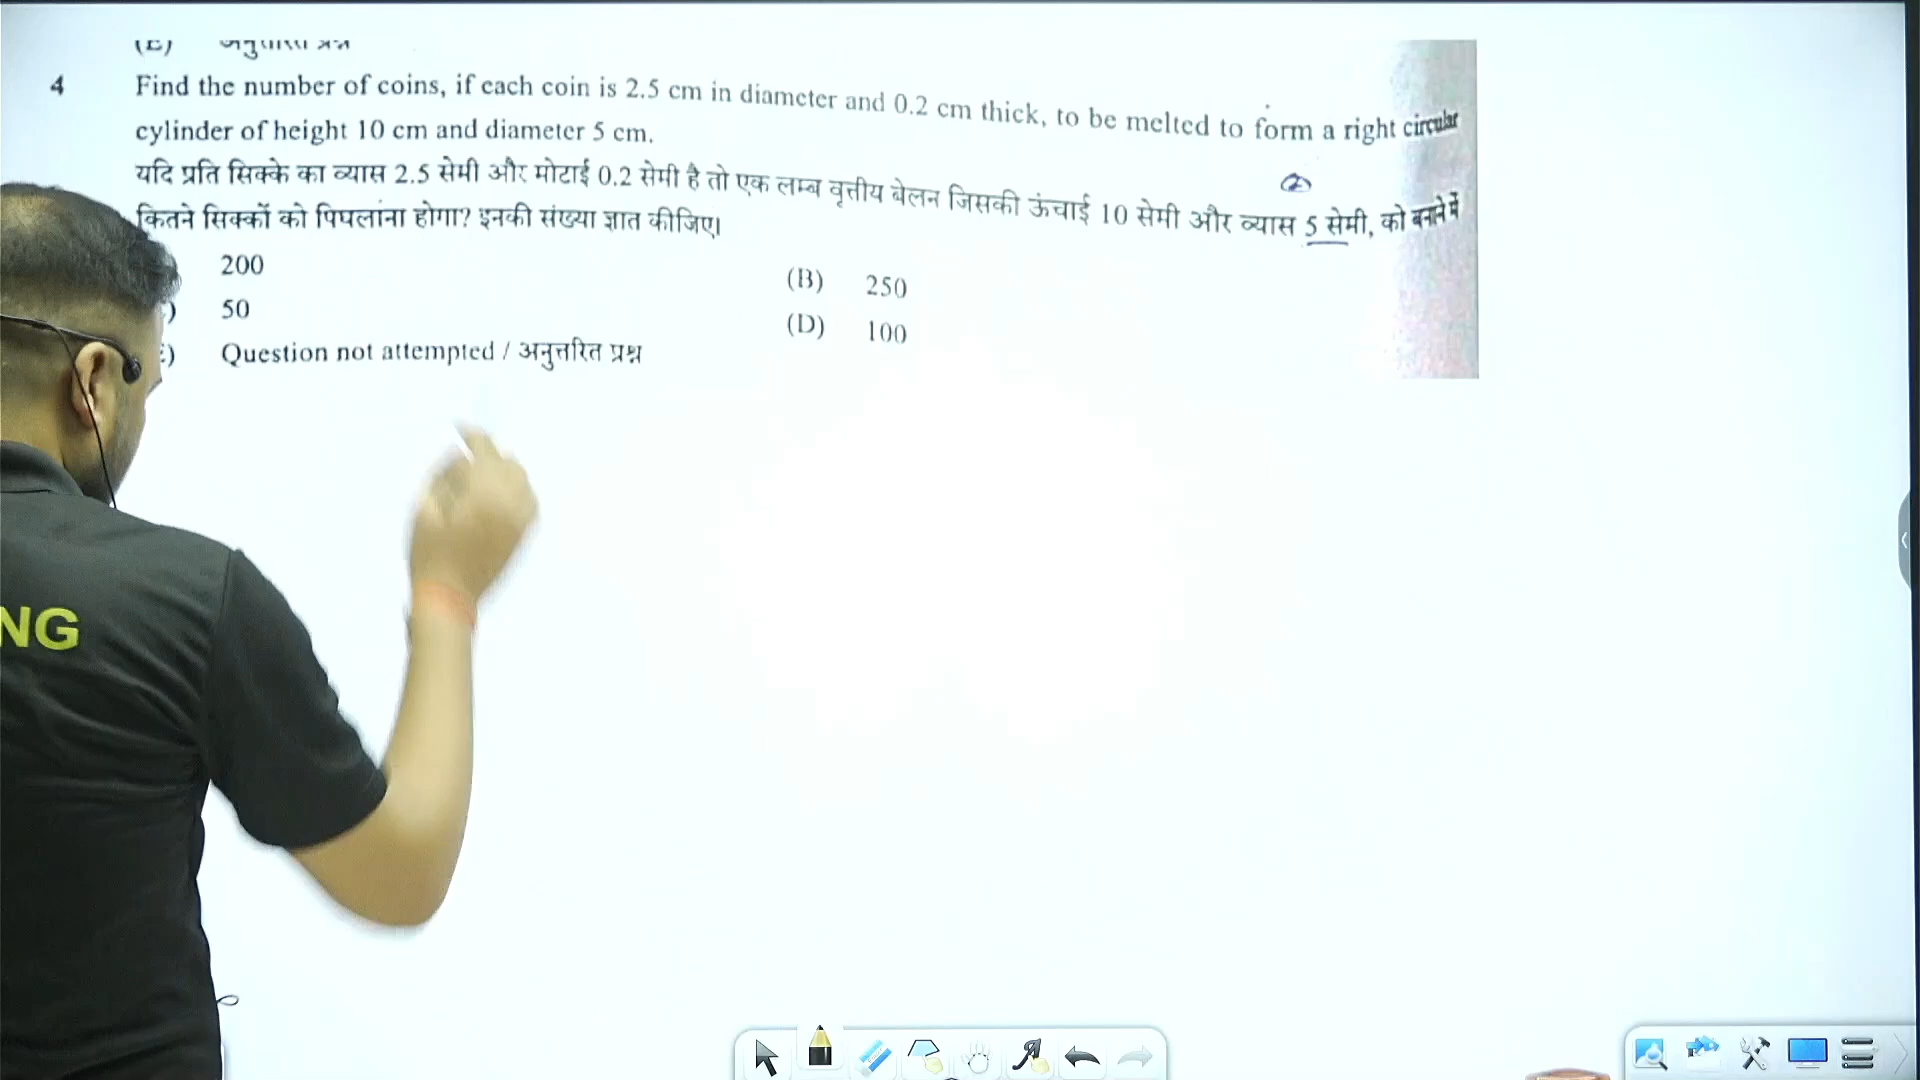 (E) अनुत्तरित प्रश्न
4 Find the number of coins, if each coin is 2.5 cm in diameter and 0.2 cm thick, to be melted to form a right circular
cylinder of height 10 cm and diameter 5 cm.
यदि प्रति सिक्के का व्यास 2.5 सेमी और मोटाई 0.2 सेमी है तो एक लम्ब वृत्तीय बेलन जिसकी ऊंचाई 10 सेमी और व्यास 5 सेमी, को बनाने में
कितने सिक्कों को पिघलांना होगा? इनकी संख्या ज्ञात कीजिए।
200 (B) 250
) 50 (D) 100
) Question not attempted / अनुत्तरित प्रश्न
NG